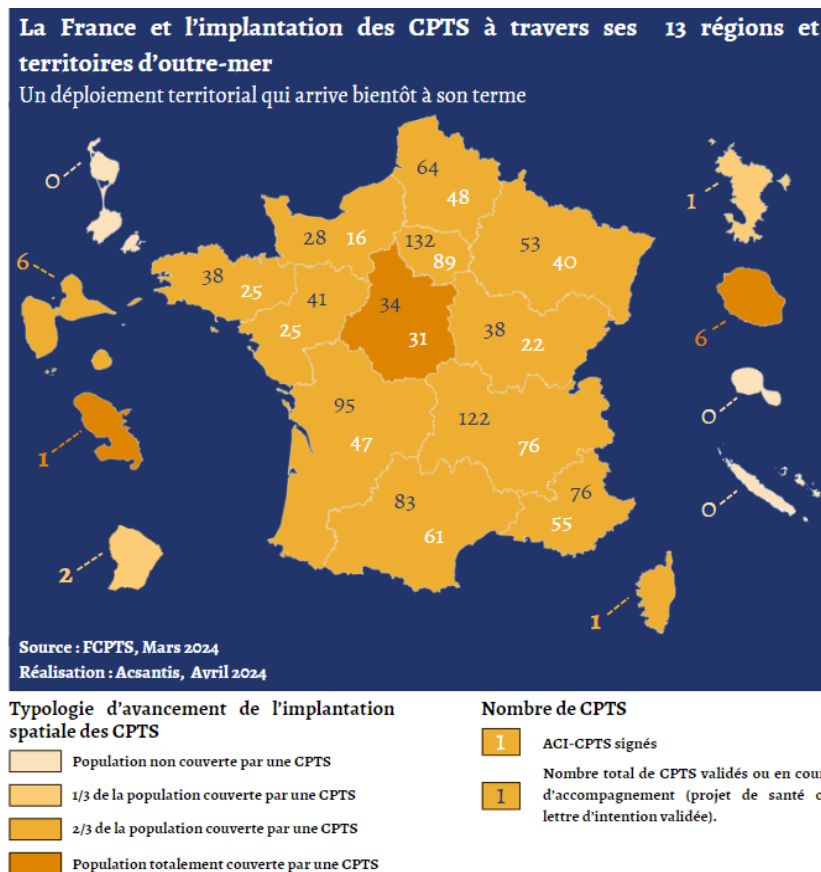 La France et l'implantation des CPTS à travers ses 13 régions et
territoires d'outre-mer
Un déploiement territorial qui arrive bientôt à son terme
64
48
0
1
28
16
132
89
53
40
6
38
25
41
25
34
31
38
22
6
95
47
122
76
0
1
83
61
76
55
0
2
1
Source : FCPTS, Mars 2024
Réalisation : Acsantis, Avril 2024
Typologie d'avancement de l'implantation
spatiale des CPTS
Population non couverte par une CPTS
1/3 de la population couverte par une CPTS
2/3 de la population couverte par une CPTS
Population totalement couverte par une CPTS
Nombre de CPTS
1 ACI-CPTS signés
1 Nombre total de CPTS validés ou en cour
d'accompagnement (projet de santé o
lettre d'intention validée).